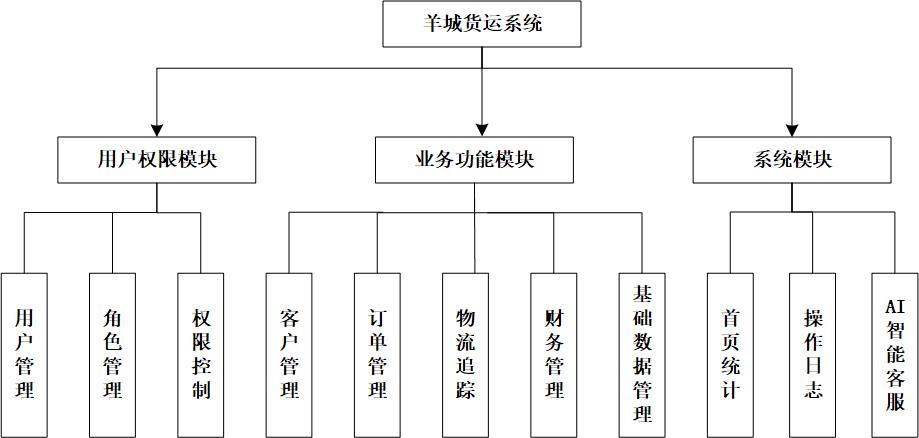 羊城货运系统
用户权限模块
业务功能模块
系统模块
用户管理
角色管理
权限控制
客户管理
订单管理
物流追踪
财务管理
基础数据管理
首页统计
操作日志
AI智能客服